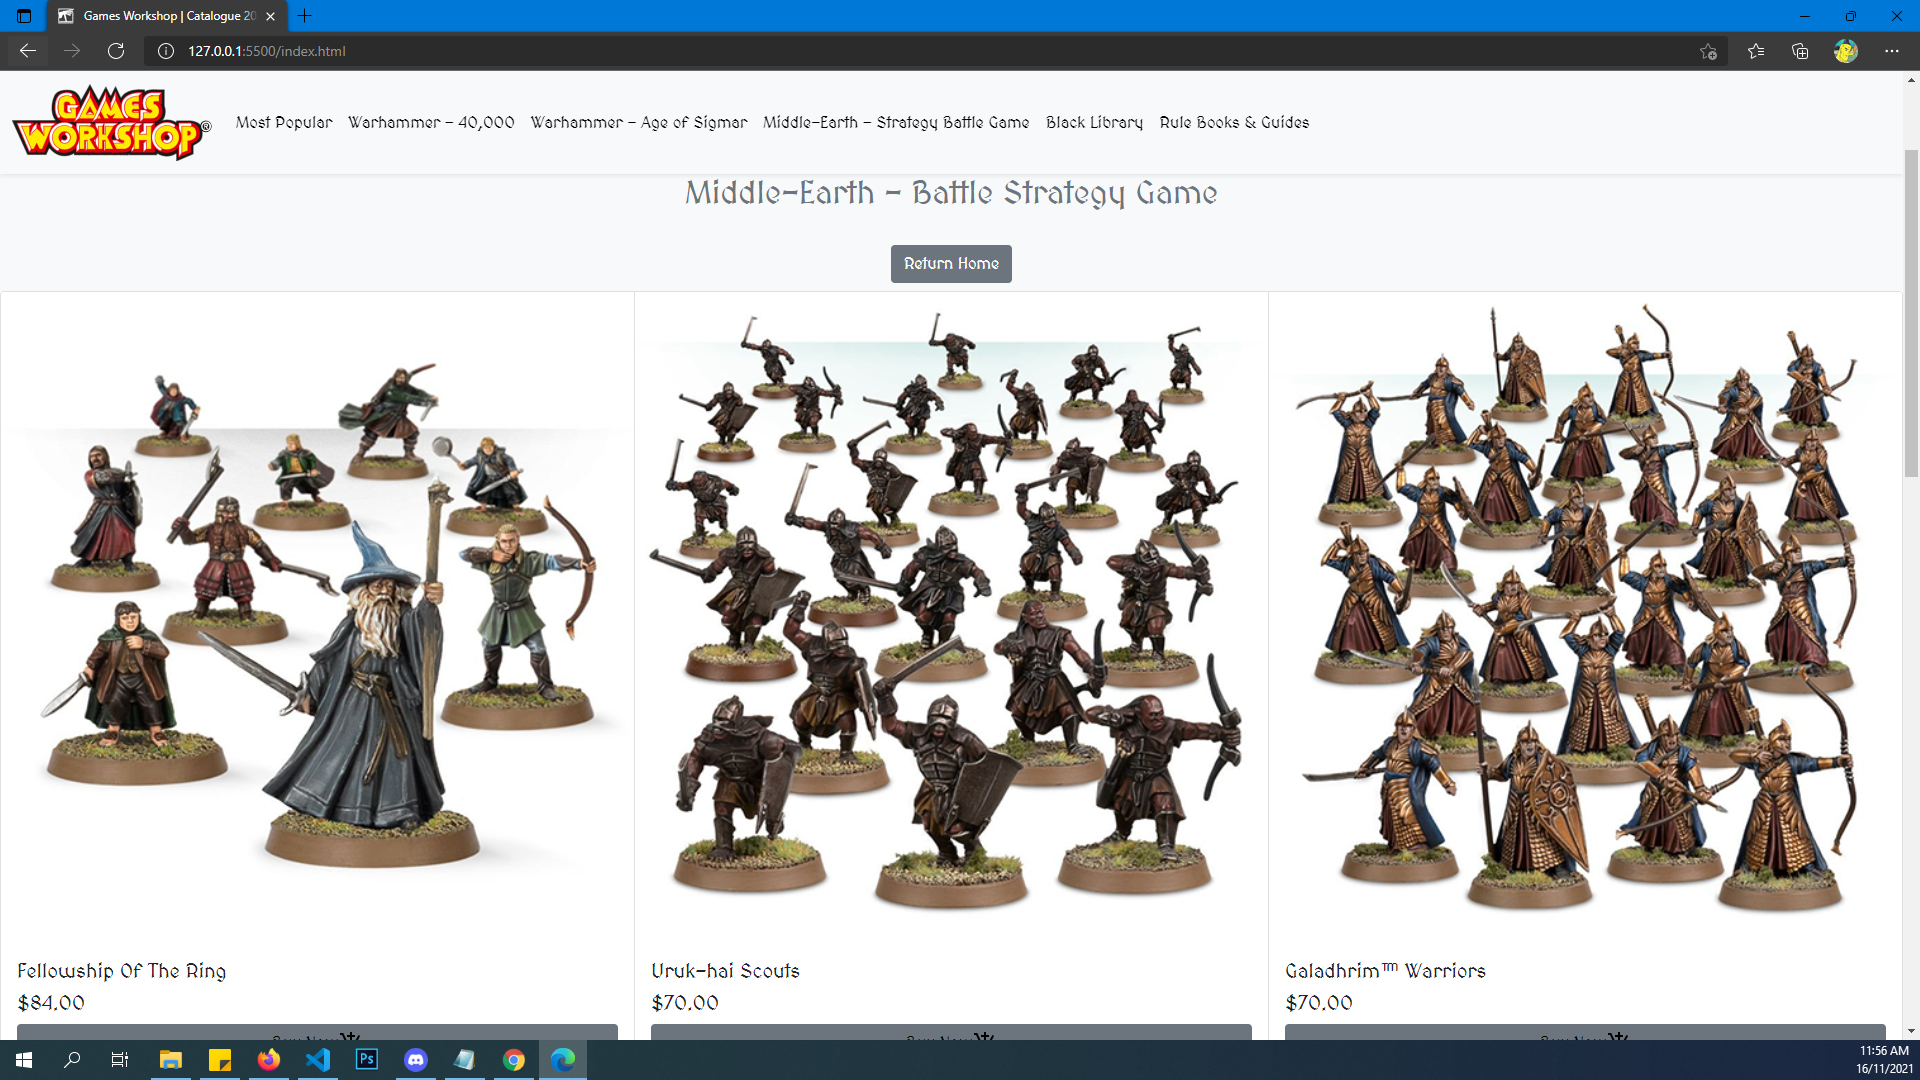 Games Workshop | Catalogue 20
127.0.0.1:5500/index.html
GAMES
WORKSHOP®
Most Popular Warhammer - 40,000 Warhammer - Age of Sigmar Middle-Earth - Strategy Battle Game Black Library Rule Books & Guides
Middle-Earth - Battle Strategy Game
Return Home
Fellowship Of The Ring
$84.00
Uruk-hai Scouts
$70.00
Galadhrim™ Warriors
$70.00
Ps
11:56 AM
16/11/2021